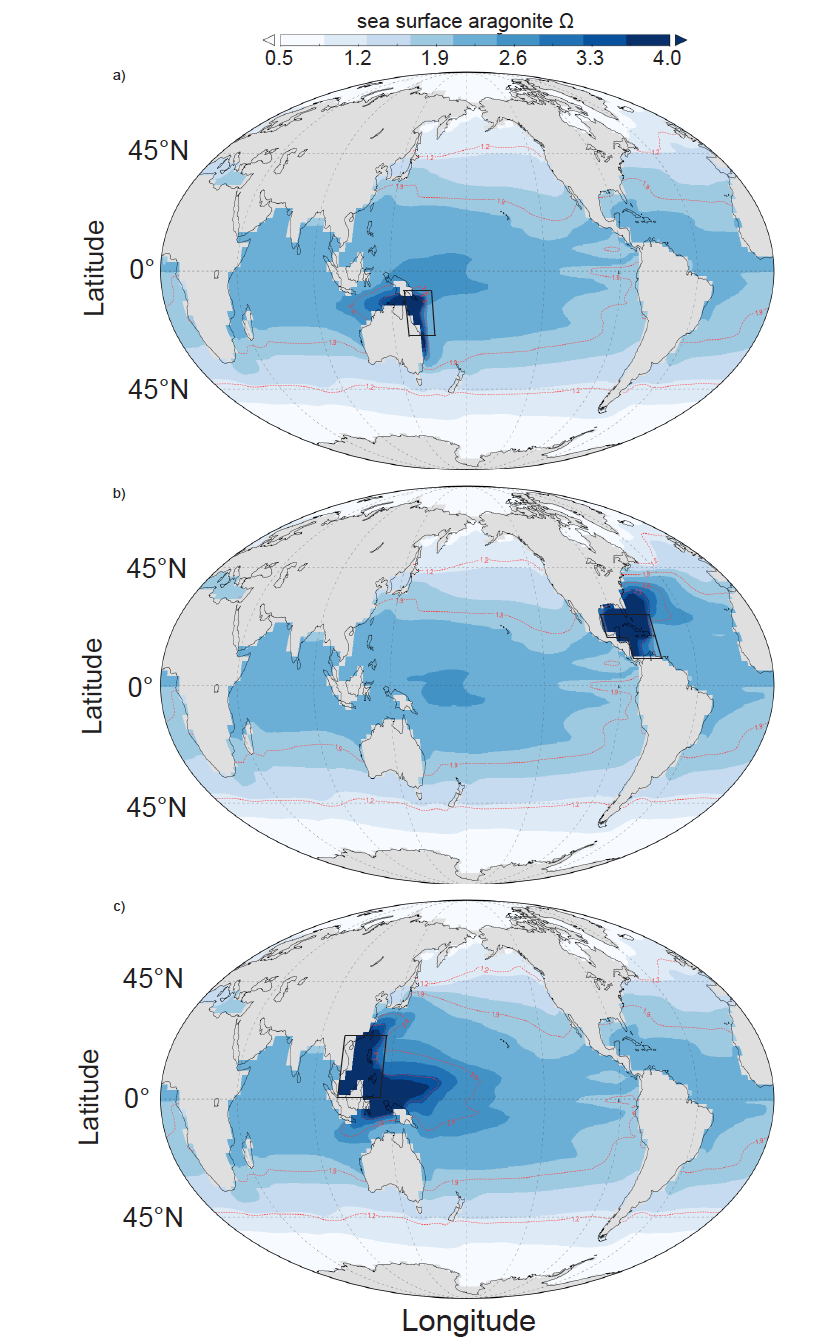 sea surface aragonite Ω
0.5 1.2 1.9 2.6 3.3 4.0
a)
45°N
Latitude
0°
45°N
b)
45°N
Latitude
0°
45°N
c)
45°N
Latitude
0°
45°N
Longitude